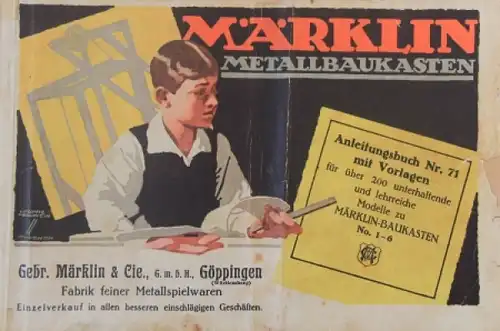 MÄRKLIN
METALLBAUKASTEN
Anleitungsbuch Nr. 71
mit Vorlagen
für über 200 unterhaltende
und lehrreiche
Modelle zu
MÄRKLIN-BAUKASTEN
No. 1-6
Gebr. Märklin & Cie., G. m. b. H., Göppingen
(Württemberg)
Fabrik feiner Metallspielwaren
Einzelverkauf in allen besseren einschlägigen Geschäften.